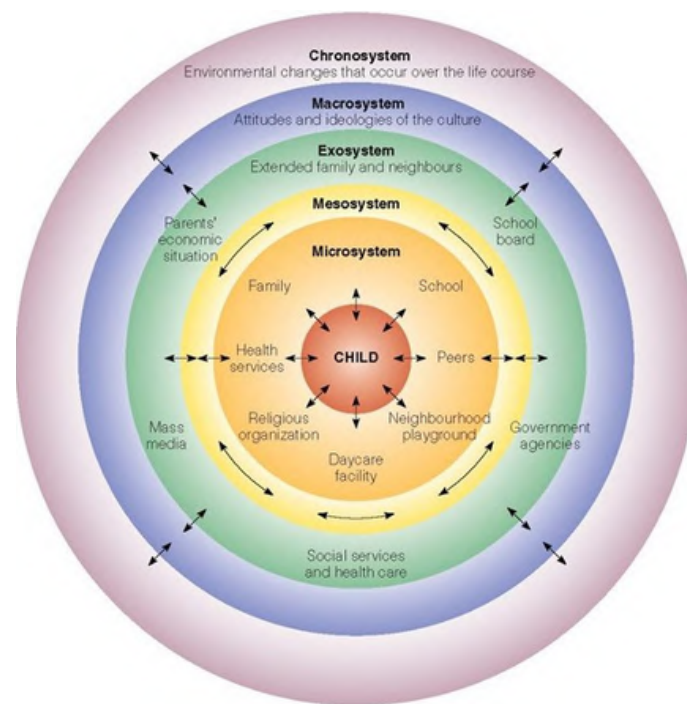 Chronosystem
Environmental changes that occur over the life course
Macrosystem
Attitudes and ideologies of the culture
Exosystem
Extended family and neighbours
Mesosystem
Parents'
economic
situation
School
board
Microsystem
Family
School
Health
services
CHILD
Peers
Religious
organization
Neighbourhood
playground
Mass
media
Government
agencies
Daycare
facility
Social services
and health care